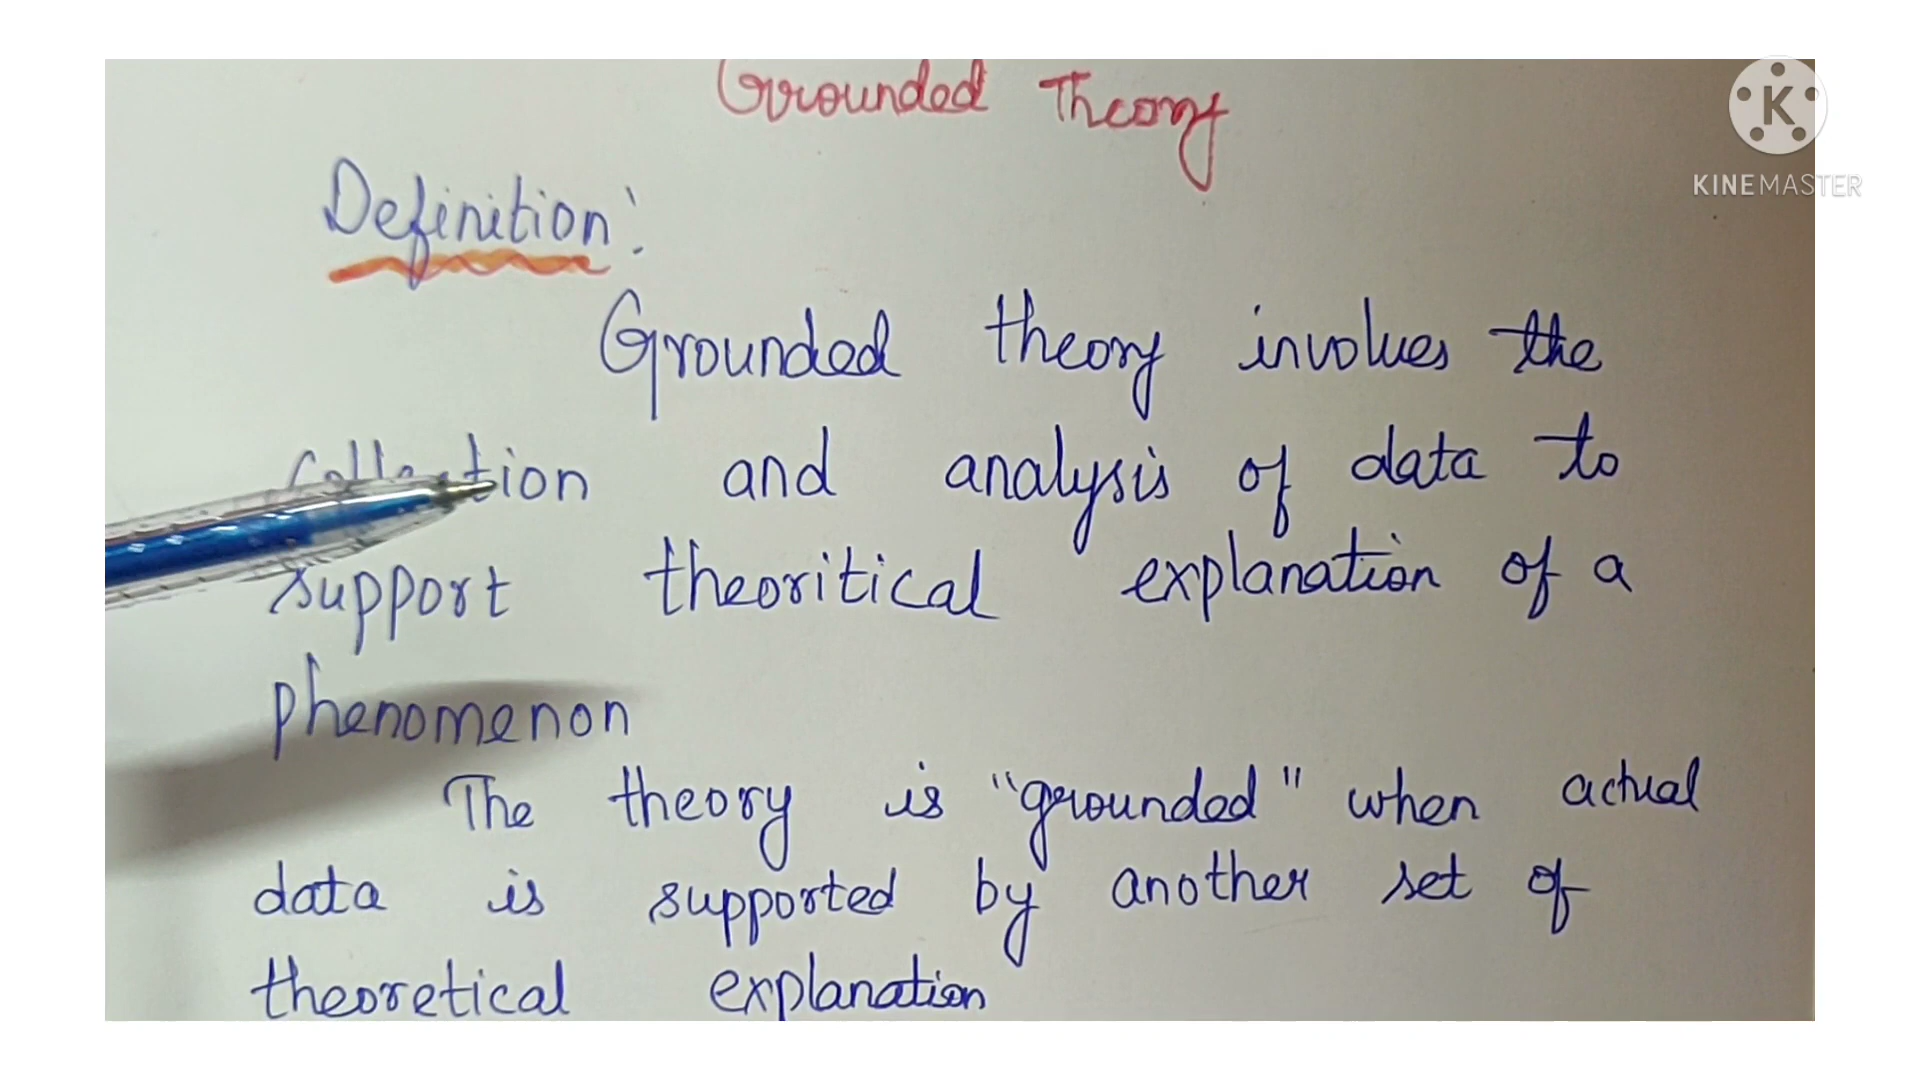 Grounded Theory
KINEMASTER
Definition:
Grounded theory involves the
collection and analysis of data to
support theoritical explanation of a
phenomenon
The theory is "grounded" when actual
data is supported by another set of
theoretical explanation